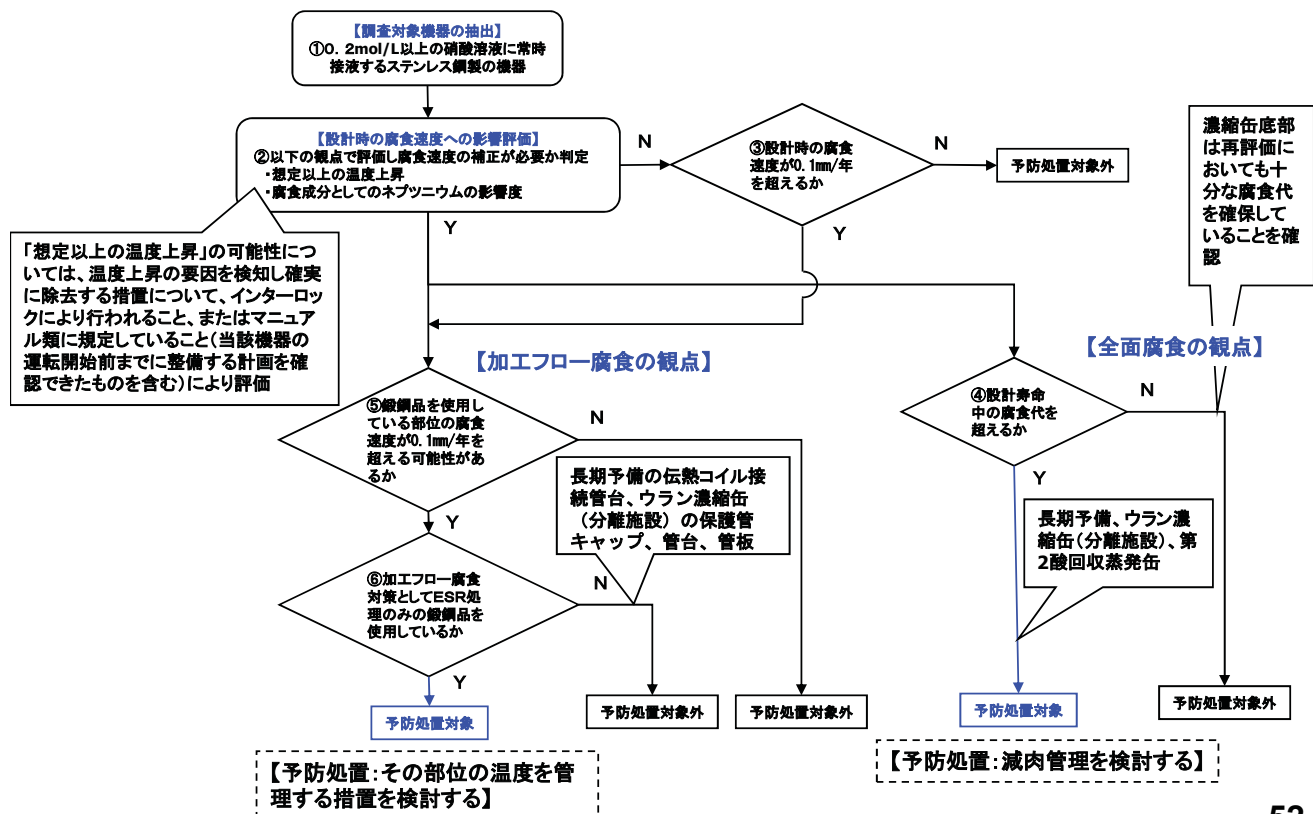 【調査対象機器の抽出】
①0．2mol/L以上の硝酸溶液に常時
接液するステンレス鋼製の機器
【設計時の腐食速度への影響評価】
②以下の観点で評価し腐食速度の補正が必要か判定
・想定以上の温度上昇
・腐食成分としてのネプツニウムの影響度
N
③設計時の腐食
速度が0.1mm/年
を超えるか
N
予防処置対象外
濃縮缶底部
は再評価に
おいても十
分な腐食代
を確保して
いることを確
認
Y
Y
「想定以上の温度上昇」の可能性につ
いては、温度上昇の要因を検知し確実
に除去する措置について、インターロッ
クにより行われること、またはマニュア
ル類に規定していること（当該機器の
運転開始前までに整備する計画を確
認できたものを含む）により評価
【加工フロー腐食の観点】
【全面腐食の観点】
⑤鍛鋼品を使用し
ている部位の腐食
速度が0.1mm/年を
超える可能性があ
るか
N
④設計寿命
中の腐食代を
超えるか
N
Y
Y
長期予備の伝熱コイル接
続管台、ウラン濃縮缶
（分離施設）の保護管
キャップ、管台、管板
長期予備、ウラン濃
縮缶（分離施設）、第
2酸回収蒸発缶
⑥加工フロー腐食
対策としてESR処
理のみの鍛鋼品を
使用しているか
N
Y
予防処置対象
予防処置対象外
予防処置対象外
予防処置対象
予防処置対象外
【予防処置：その部位の温度を管
理する措置を検討する】
【予防処置：減肉管理を検討する】